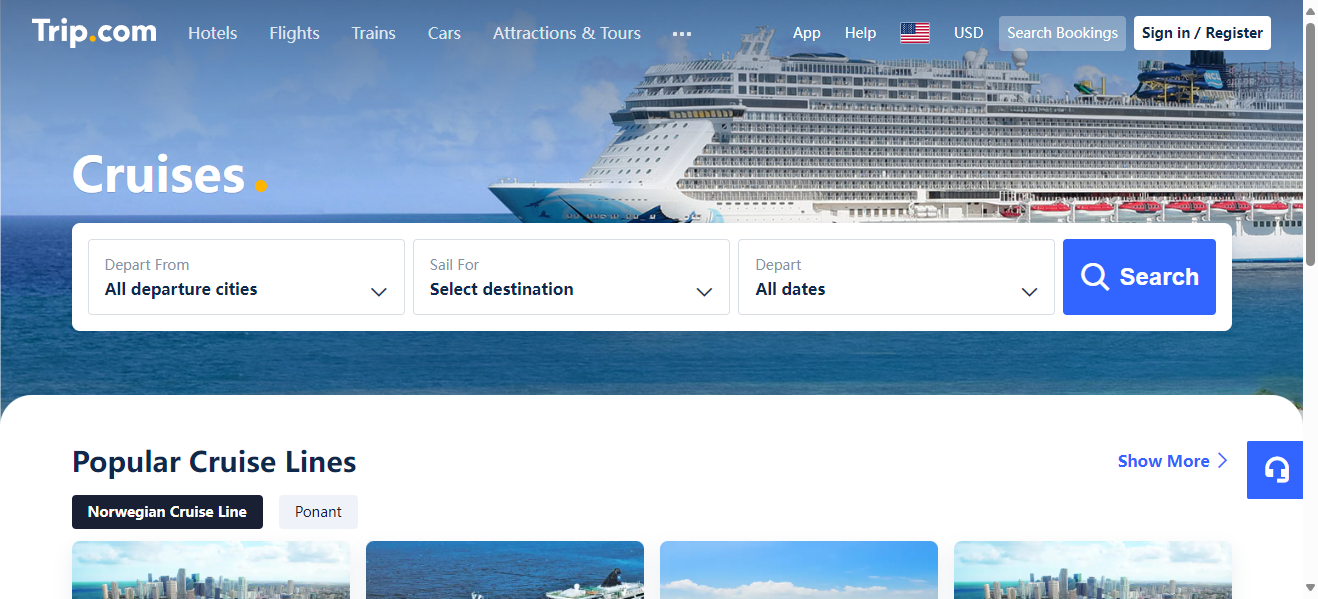 Trip.com
Hotels
Flights
Trains
Cars
Attractions & Tours
App
Help
USD
Search Bookings
Sign in / Register
NCL
Cruises
Depart From
All departure cities
Sail For
Select destination
Depart
All dates
Search
Popular Cruise Lines
Show More
Norwegian Cruise Line
Ponant